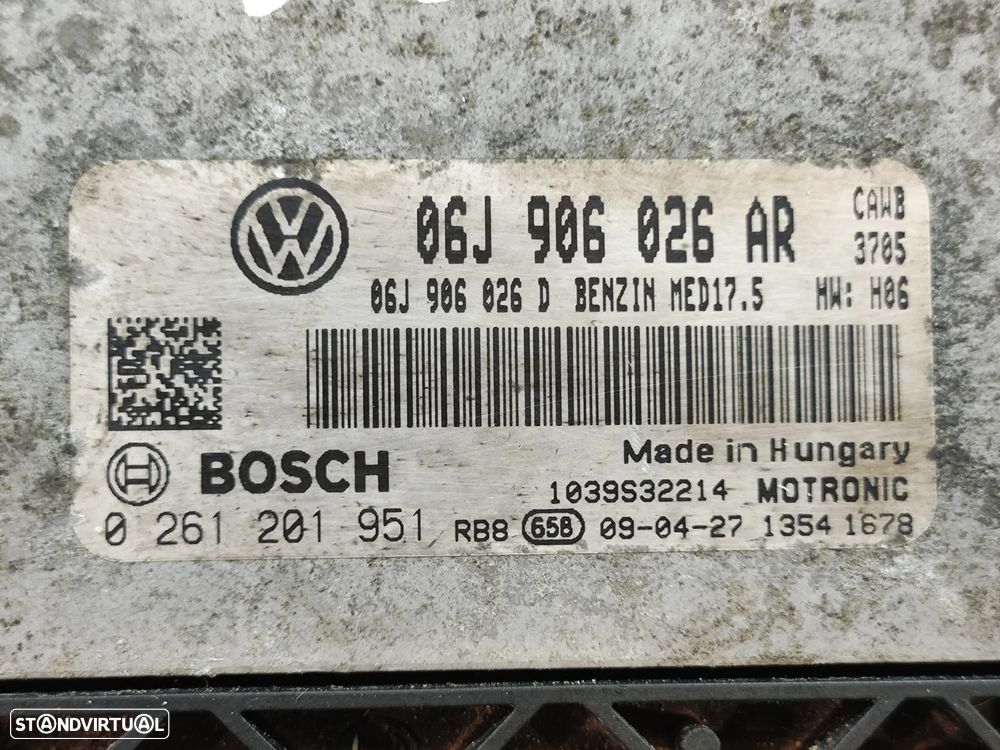 06J 906 026 AR CAWB
3705
06J 906 026 D BENZIN MED17.5 HW: H06
Made in Hungary
BOSCH
1039S32214 MOTRONIC
0 261 201 951 RB8 65B 09-04-27 1354 1678
STANDVIRTUAL